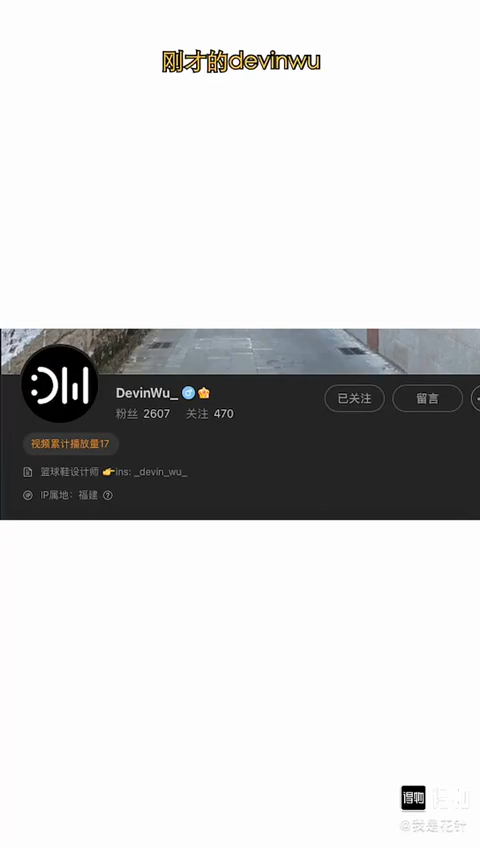 刚才的devinwu
DevinWu_
粉丝 2607 关注 470
已关注
留言
视频累计播放量17
篮球鞋设计师 👉ins: _devin_wu_
IP属地：福建
得物 得物
@我是花针